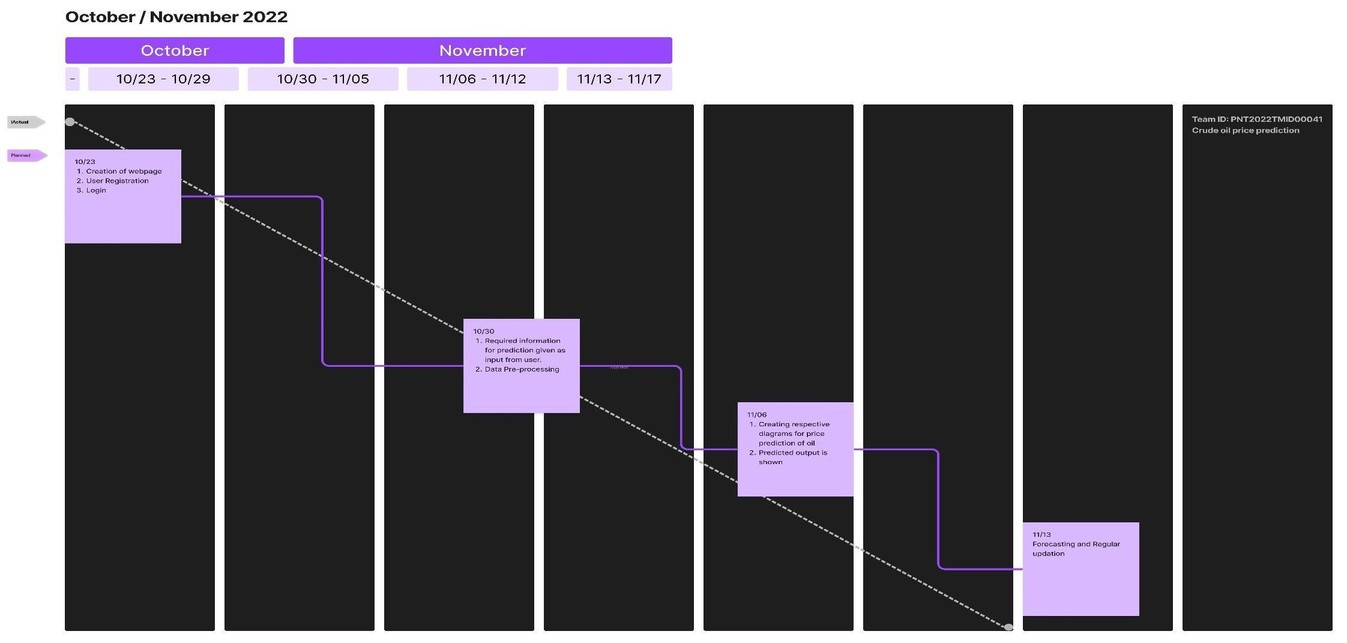 October / November 2022
October
November
-
10/23 - 10/29
10/30 - 11/05
11/06 - 11/12
11/13 - 11/17
Planned
Team ID: PNT2022TMID00041
Crude oil price prediction
10/23
1. Creation of webpage
2. User Registration
3. Login
10/30
1. Required information
for prediction given as
input from user.
2. Data Pre-processing
11/06
1. Creating respective
diagrams for price
prediction of oil
2. Predicted output is
shown
11/13
Forecasting and Regular
updation